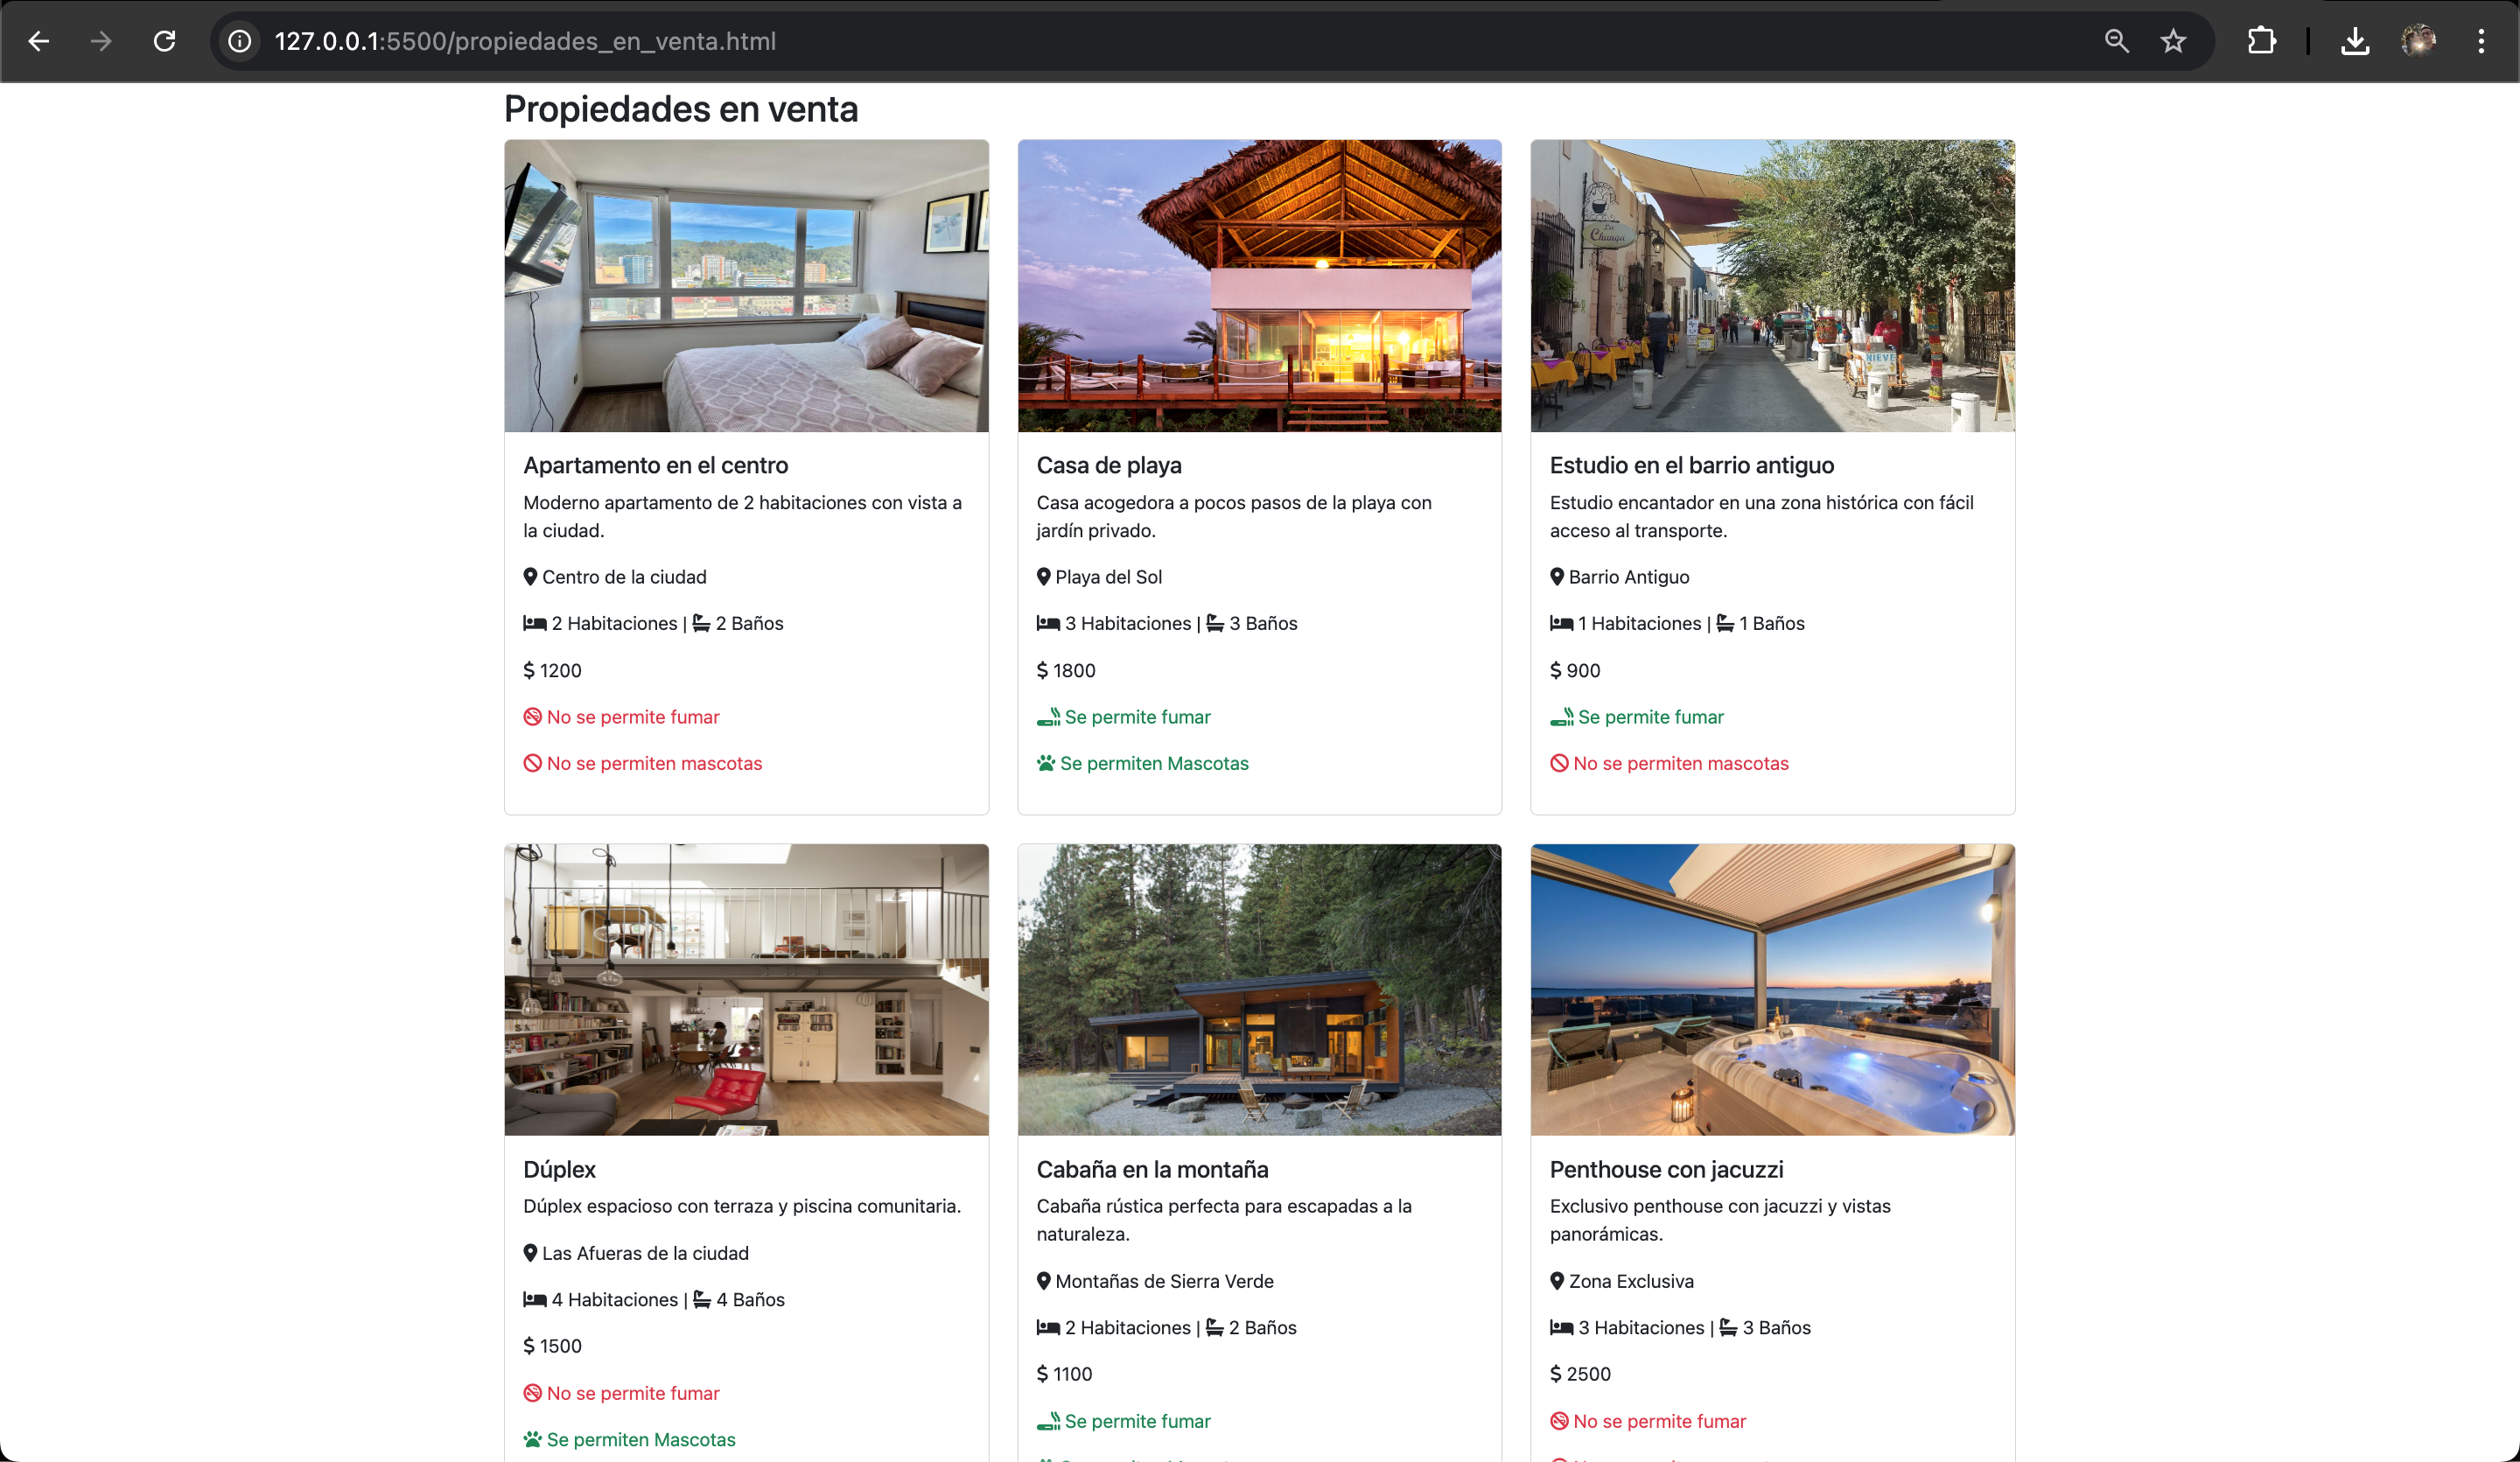 127.0.0.1:5500/propiedades_en_venta.html
Propiedades en venta
La
Chunga
NIEVE
Apartamento en el centro
Moderno apartamento de 2 habitaciones con vista a
la ciudad.
Centro de la ciudad
2 Habitaciones | 2 Baños
$ 1200
No se permite fumar
No se permiten mascotas
Casa de playa
Casa acogedora a pocos pasos de la playa con
jardín privado.
Playa del Sol
3 Habitaciones | 3 Baños
$ 1800
Se permite fumar
Se permiten Mascotas
Estudio en el barrio antiguo
Estudio encantador en una zona histórica con fácil
acceso al transporte.
Barrio Antiguo
1 Habitaciones | 1 Baños
$ 900
Se permite fumar
No se permiten mascotas
Dúplex
Dúplex espacioso con terraza y piscina comunitaria.
Las Afueras de la ciudad
4 Habitaciones | 4 Baños
$ 1500
No se permite fumar
Se permiten Mascotas
Cabaña en la montaña
Cabaña rústica perfecta para escapadas a la
naturaleza.
Montañas de Sierra Verde
2 Habitaciones | 2 Baños
$ 1100
Se permite fumar
Penthouse con jacuzzi
Exclusivo penthouse con jacuzzi y vistas
panorámicas.
Zona Exclusiva
3 Habitaciones | 3 Baños
$ 2500
No se permite fumar